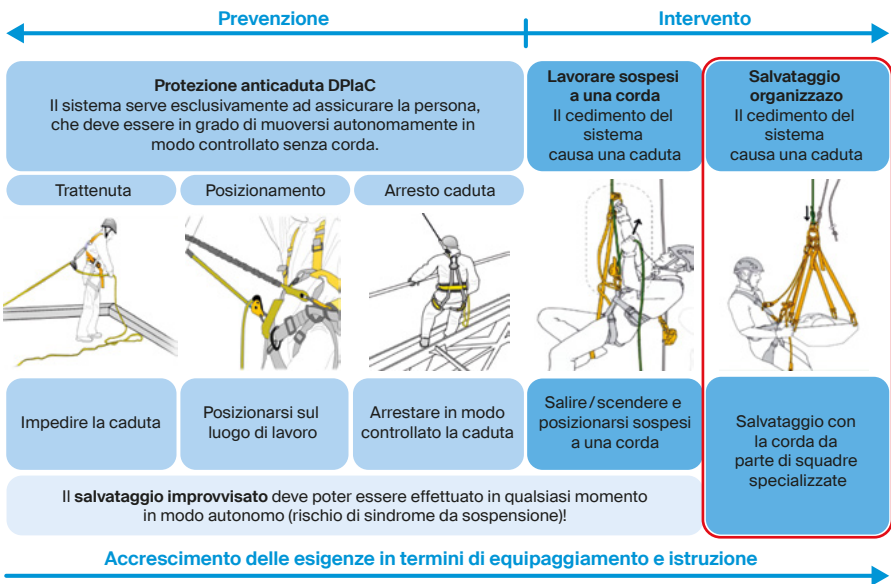 Prevenzione
Intervento
Protezione anticaduta DPIaC
Il sistema serve esclusivamente ad assicurare la persona,
che deve essere in grado di muoversi autonomamente in
modo controllato senza corda.
Lavorare sospesi
a una corda
Il cedimento del
sistema
causa una caduta
Salvataggio
organizzazo
Il cedimento del
sistema
causa una caduta
Trattenuta
Posizionamento
Arresto caduta
Impedire la caduta
Posizionarsi sul
luogo di lavoro
Arrestare in modo
controllato la caduta
Salire/scendere e
posizionarsi sospesi
a una corda
Salvataggio con
la corda da
parte di squadre
specializzate
Il salvataggio improvvisato deve poter essere effettuato in qualsiasi momento
in modo autonomo (rischio di sindrome da sospensione)!
Accrescimento delle esigenze in termini di equipaggiamento e istruzione